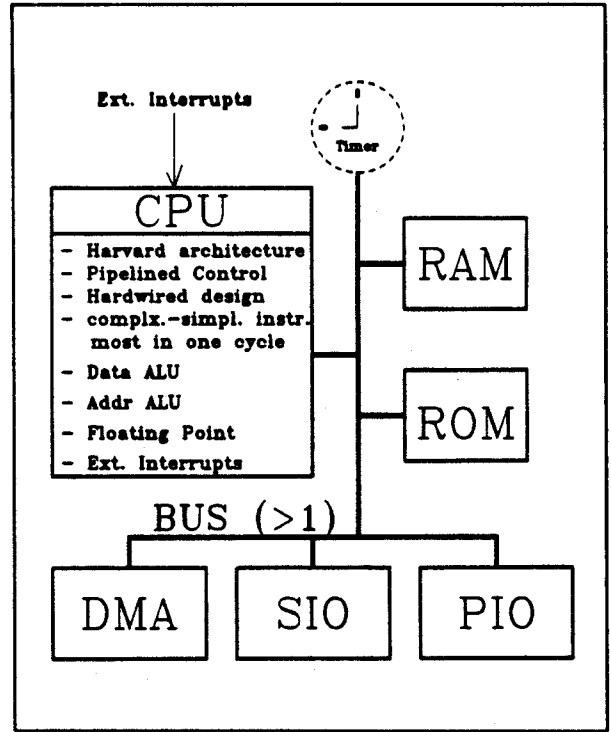 Ext. Interrupts
Timer
CPU
- Harvard architecture
- Pipelined Control
- Hardwired design
- complx.-simpl. instr.
most in one cycle
- Data ALU
- Addr ALU
- Floating Point
- Ext. Interrupts
RAM
ROM
BUS (>1)
DMA
SIO
PIO